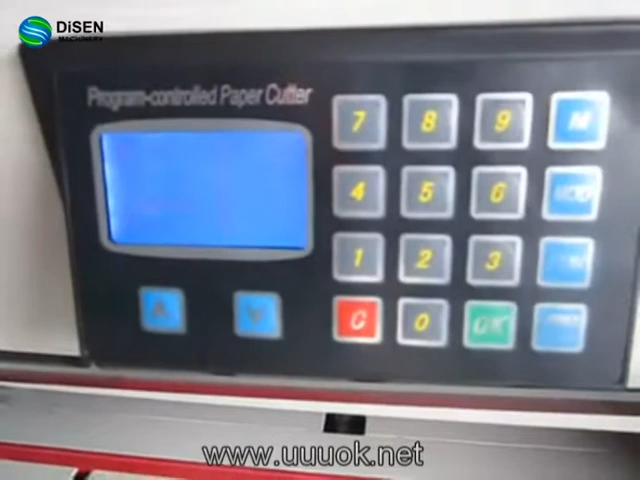 DiSEN
MACHINERY
Program-controlled Paper Cutter
7 8 9 M
4 5 6
1 2 3
C 0 OK
www.uuuok.net